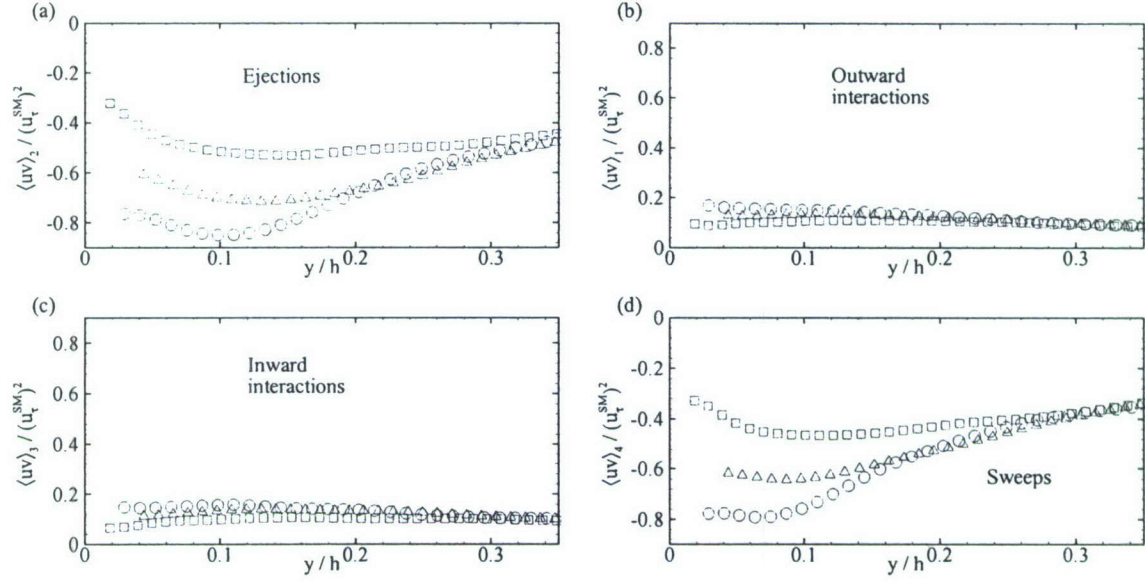 (a)
0
-0.2
-0.4
-0.6
-0.8
⟨uv⟩₂ / (u_τ^SM)²
Ejections
0
0.1
0.2
0.3
y / h
(b)
0.8
0.6
0.4
0.2
0
⟨uv⟩₁ / (u_τ^SM)²
Outward
interactions
0
0.1
0.2
0.3
y / h
(c)
0.8
0.6
0.4
0.2
0
⟨uv⟩₃ / (u_τ^SM)²
Inward
interactions
0
0.1
0.2
0.3
y / h
(d)
0
-0.2
-0.4
-0.6
-0.8
⟨uv⟩₄ / (u_τ^SM)²
Sweeps
0
0.1
0.2
0.3
y / h